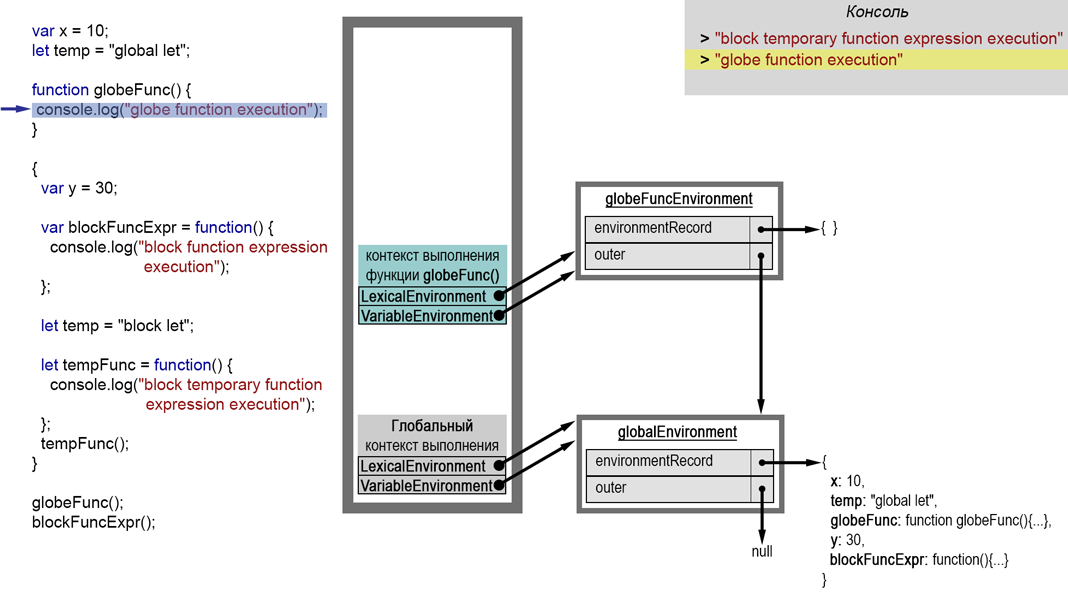 var x = 10;
let temp = "global let";
function globeFunc() {
console.log("globe function execution");
}
{
var y = 30;
var blockFuncExpr = function() {
console.log("block function expression
execution");
};
let temp = "block let";
let tempFunc = function() {
console.log("block temporary function
expression execution");
};
tempFunc();
}
globeFunc();
blockFuncExpr();
контекст выполнения
функции globeFunc()
LexicalEnvironment
VariableEnvironment
Глобальный
контекст выполнения
LexicalEnvironment
VariableEnvironment
Консоль
> "block temporary function expression execution"
> "globe function execution"
globeFuncEnvironment
environmentRecord
{ }
outer
globalEnvironment
environmentRecord
outer
null
{
x: 10,
temp: "global let",
globeFunc: function globeFunc(){...},
y: 30,
blockFuncExpr: function(){...}
}